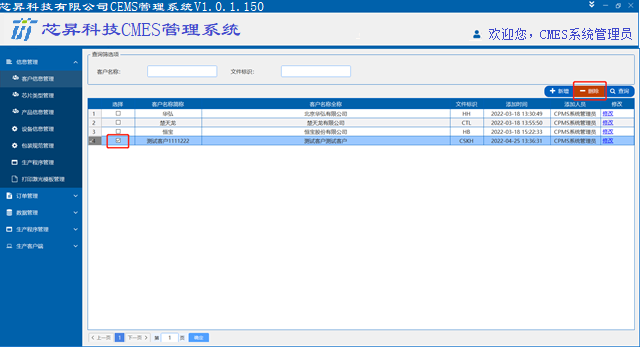 芯昇科技有限公司CEMS管理系统V1.0.1.150
芯昇科技CMES管理系统
欢迎您, CMES系统管理员
信息管理
客户信息管理
芯片类型管理
产品信息管理
设备信息管理
包装规范管理
生产程序管理
打印激光模板管理
订单管理
数据管理
生产程序管理
生产客户端
查询筛选项
客户名称: 文件标识:
新增 删除 查询
选择 客户名称简称 客户名称全称 文件标识 添加时间 添加人员 修改
1 华弘 北京华弘有限公司 HH 2022-03-18 13:30:49 CPMS系统管理员 修改
2 楚天龙 楚天龙有限公司 CTL 2022-03-18 13:55:50 CPMS系统管理员 修改
3 恒宝 恒宝股份有限公司 HB 2022-03-18 15:22:33 CPMS系统管理员 修改
4 测试客户1111222 测试客户测试客户 CSKH 2022-04-25 13:36:31 CPMS系统管理员 修改
上一页 1 下一页 第 1 页 确定